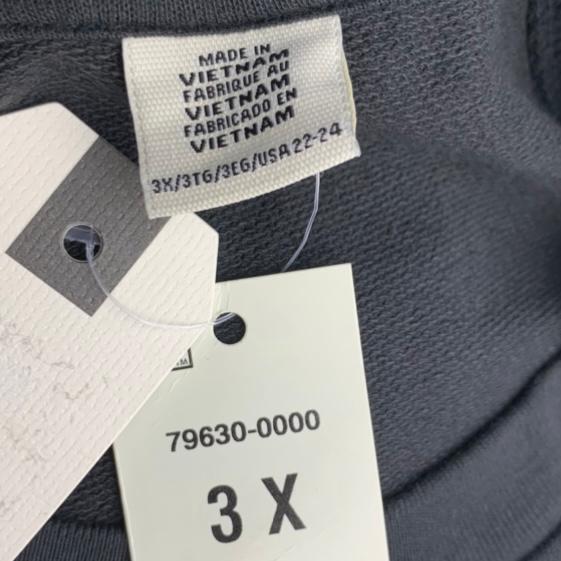 MADE IN
VIETNAM
FABRIQUE AU
VIETNAM
FABRICADO EN
VIETNAM
3X/3TG/3EG/USA 22-24
79630-0000
3 X